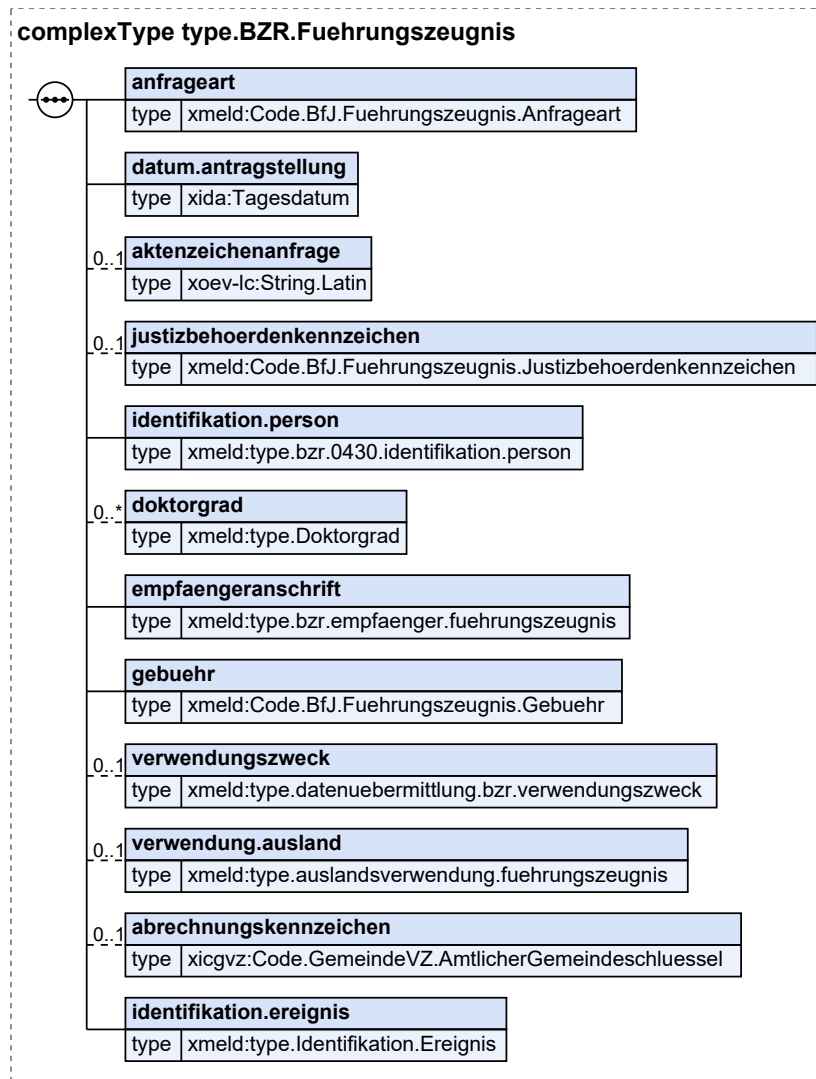 complexType type.BZR.Fuehrungszeugnis
anfrageart
type xmeld:Code.BfJ.Fuehrungszeugnis.Anfrageart
datum.antragstellung
type xida:Tagesdatum
0..1 aktenzeichenanfrage
type xoev-lc:String.Latin
0..1 justizbehoerdenkennzeichen
type xmeld:Code.BfJ.Fuehrungszeugnis.Justizbehoerdenkennzeichen
identifikation.person
type xmeld:type.bzr.0430.identifikation.person
0..* doktorgrad
type xmeld:type.Doktorgrad
empfaengeranschrift
type xmeld:type.bzr.empfaenger.fuehrungszeugnis
gebuehr
type xmeld:Code.BfJ.Fuehrungszeugnis.Gebuehr
0..1 verwendungszweck
type xmeld:type.datenuebermittlung.bzr.verwendungszweck
0..1 verwendung.ausland
type xmeld:type.auslandsverwendung.fuehrungszeugnis
0..1 abrechnungskennzeichen
type xicgvz:Code.GemeindeVZ.AmtlicherGemeindeschluessel
identifikation.ereignis
type xmeld:type.Identifikation.Ereignis